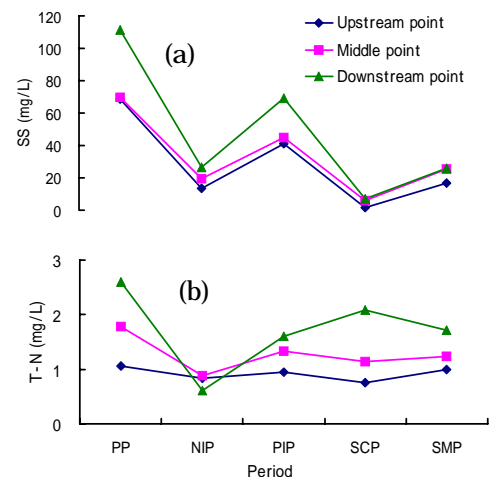 120
100
80
60
40
20
0
SS (mg/L)
(a)
Upstream point
Middle point
Downstream point
3
2
1
0
T-N (mg/L)
(b)
PP NIP PIP SCP SMP
Period